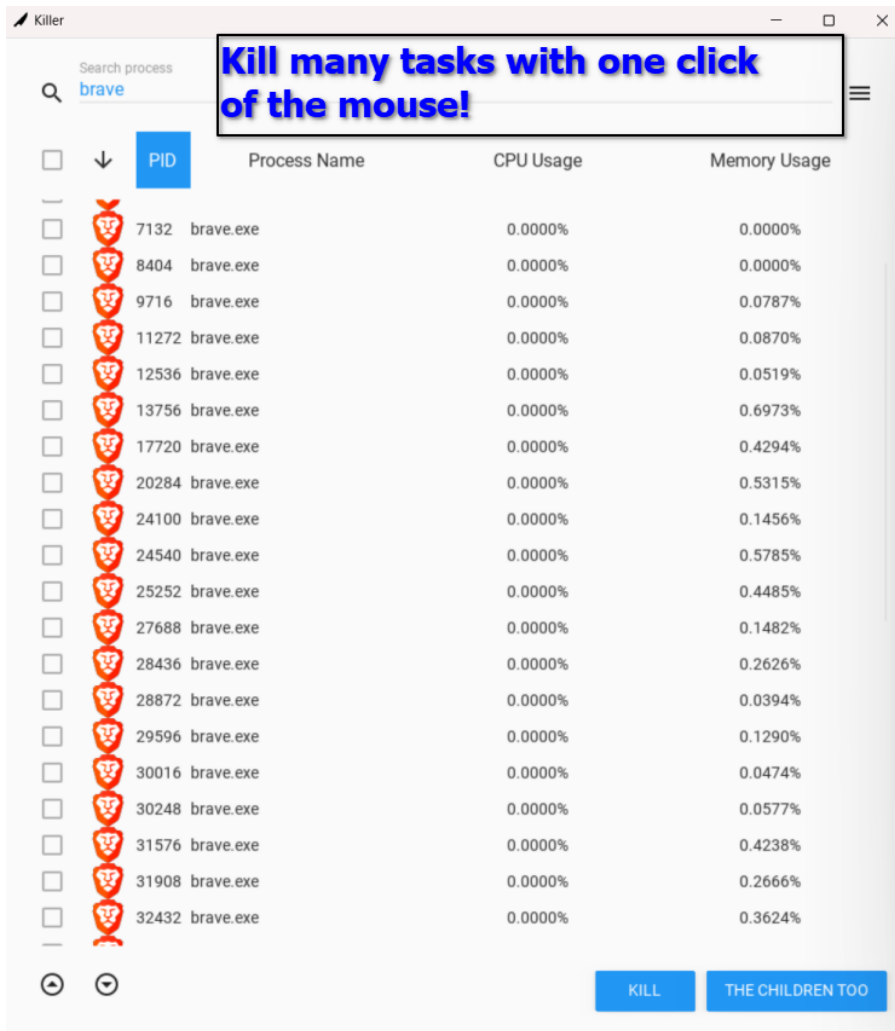 Killer
Search process
brave
Kill many tasks with one click
of the mouse!
PID Process Name CPU Usage Memory Usage
7132 brave.exe 0.0000% 0.0000%
8404 brave.exe 0.0000% 0.0000%
9716 brave.exe 0.0000% 0.0787%
11272 brave.exe 0.0000% 0.0870%
12536 brave.exe 0.0000% 0.0519%
13756 brave.exe 0.0000% 0.6973%
17720 brave.exe 0.0000% 0.4294%
20284 brave.exe 0.0000% 0.5315%
24100 brave.exe 0.0000% 0.1456%
24540 brave.exe 0.0000% 0.5785%
25252 brave.exe 0.0000% 0.4485%
27688 brave.exe 0.0000% 0.1482%
28436 brave.exe 0.0000% 0.2626%
28872 brave.exe 0.0000% 0.0394%
29596 brave.exe 0.0000% 0.1290%
30016 brave.exe 0.0000% 0.0474%
30248 brave.exe 0.0000% 0.0577%
31576 brave.exe 0.0000% 0.4238%
31908 brave.exe 0.0000% 0.2666%
32432 brave.exe 0.0000% 0.3624%
KILL THE CHILDREN TOO